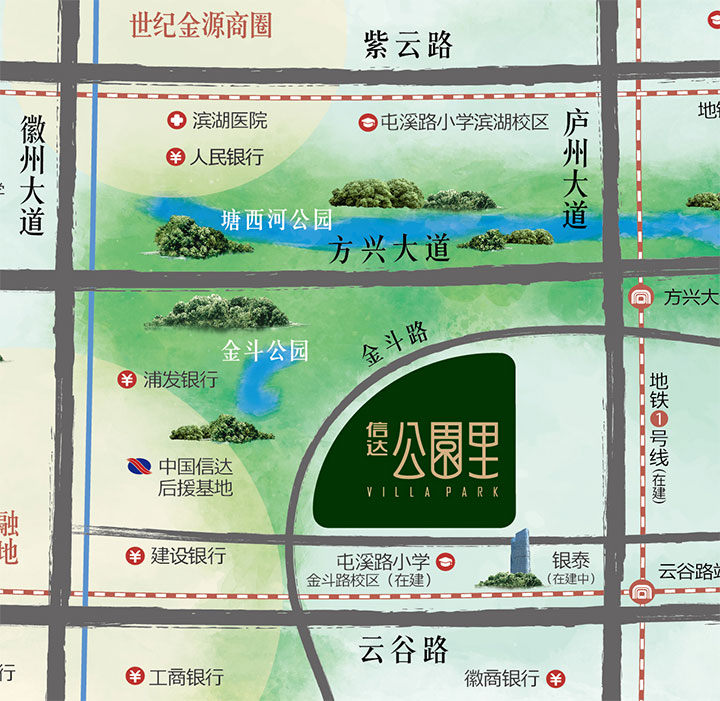 世纪金源商圈
紫云路
滨湖医院
屯溪路小学滨湖校区
地铁
徽州大道
人民银行
庐州大道
学
塘西河公园
方兴大道
方兴大
金斗路
金斗公园
浦发银行
地铁1号线(在建)
信达
公園里
VILLA PARK
中国信达
后援基地
融
地
建设银行
屯溪路小学
金斗路校区（在建）
银泰
（在建中）
云谷路站
云谷路
行
工商银行
徽商银行